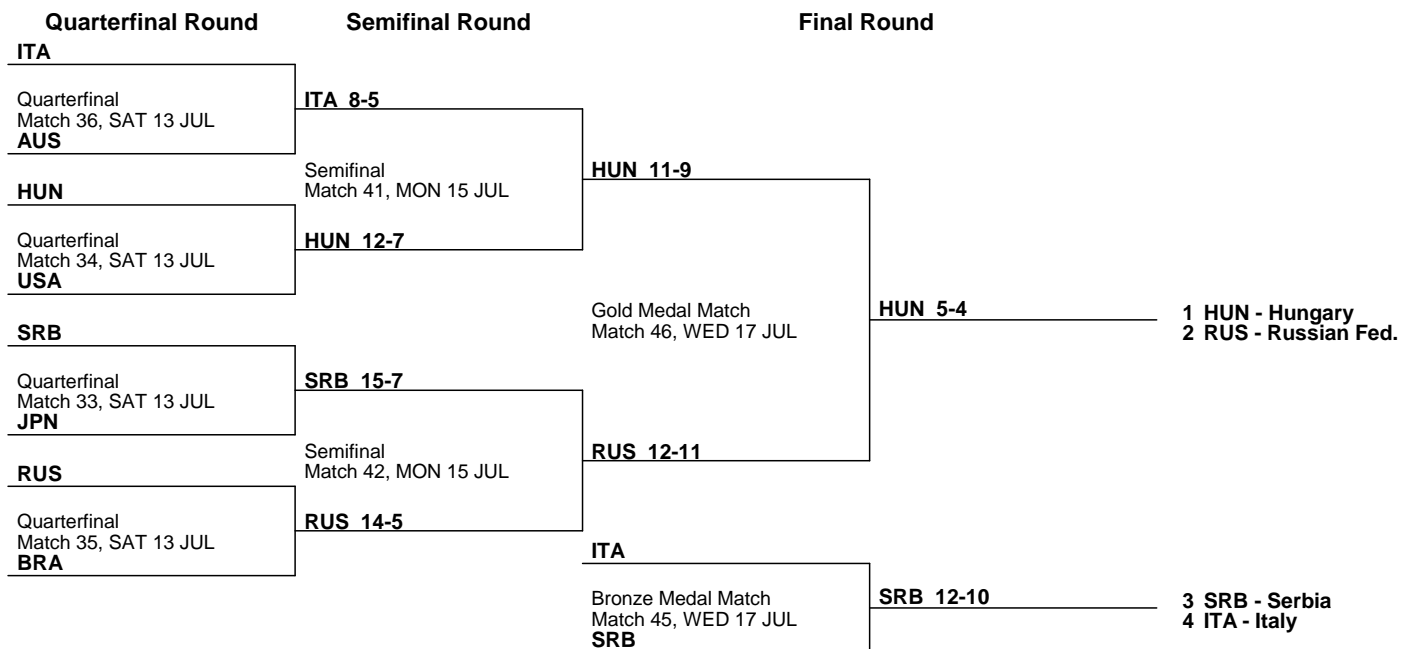 Quarterfinal Round Semifinal Round Final Round
ITA
Quarterfinal
Match 36, SAT 13 JUL
AUS
HUN
Quarterfinal
Match 34, SAT 13 JUL
USA
SRB
Quarterfinal
Match 33, SAT 13 JUL
JPN
RUS
Quarterfinal
Match 35, SAT 13 JUL
BRA
ITA 8-5
Semifinal
Match 41, MON 15 JUL
HUN 12-7
SRB 15-7
Semifinal
Match 42, MON 15 JUL
RUS 14-5
HUN 11-9
Gold Medal Match
Match 46, WED 17 JUL
RUS 12-11
HUN 5-4
1 HUN - Hungary
2 RUS - Russian Fed.
ITA
Bronze Medal Match
Match 45, WED 17 JUL
SRB
SRB 12-10
3 SRB - Serbia
4 ITA - Italy